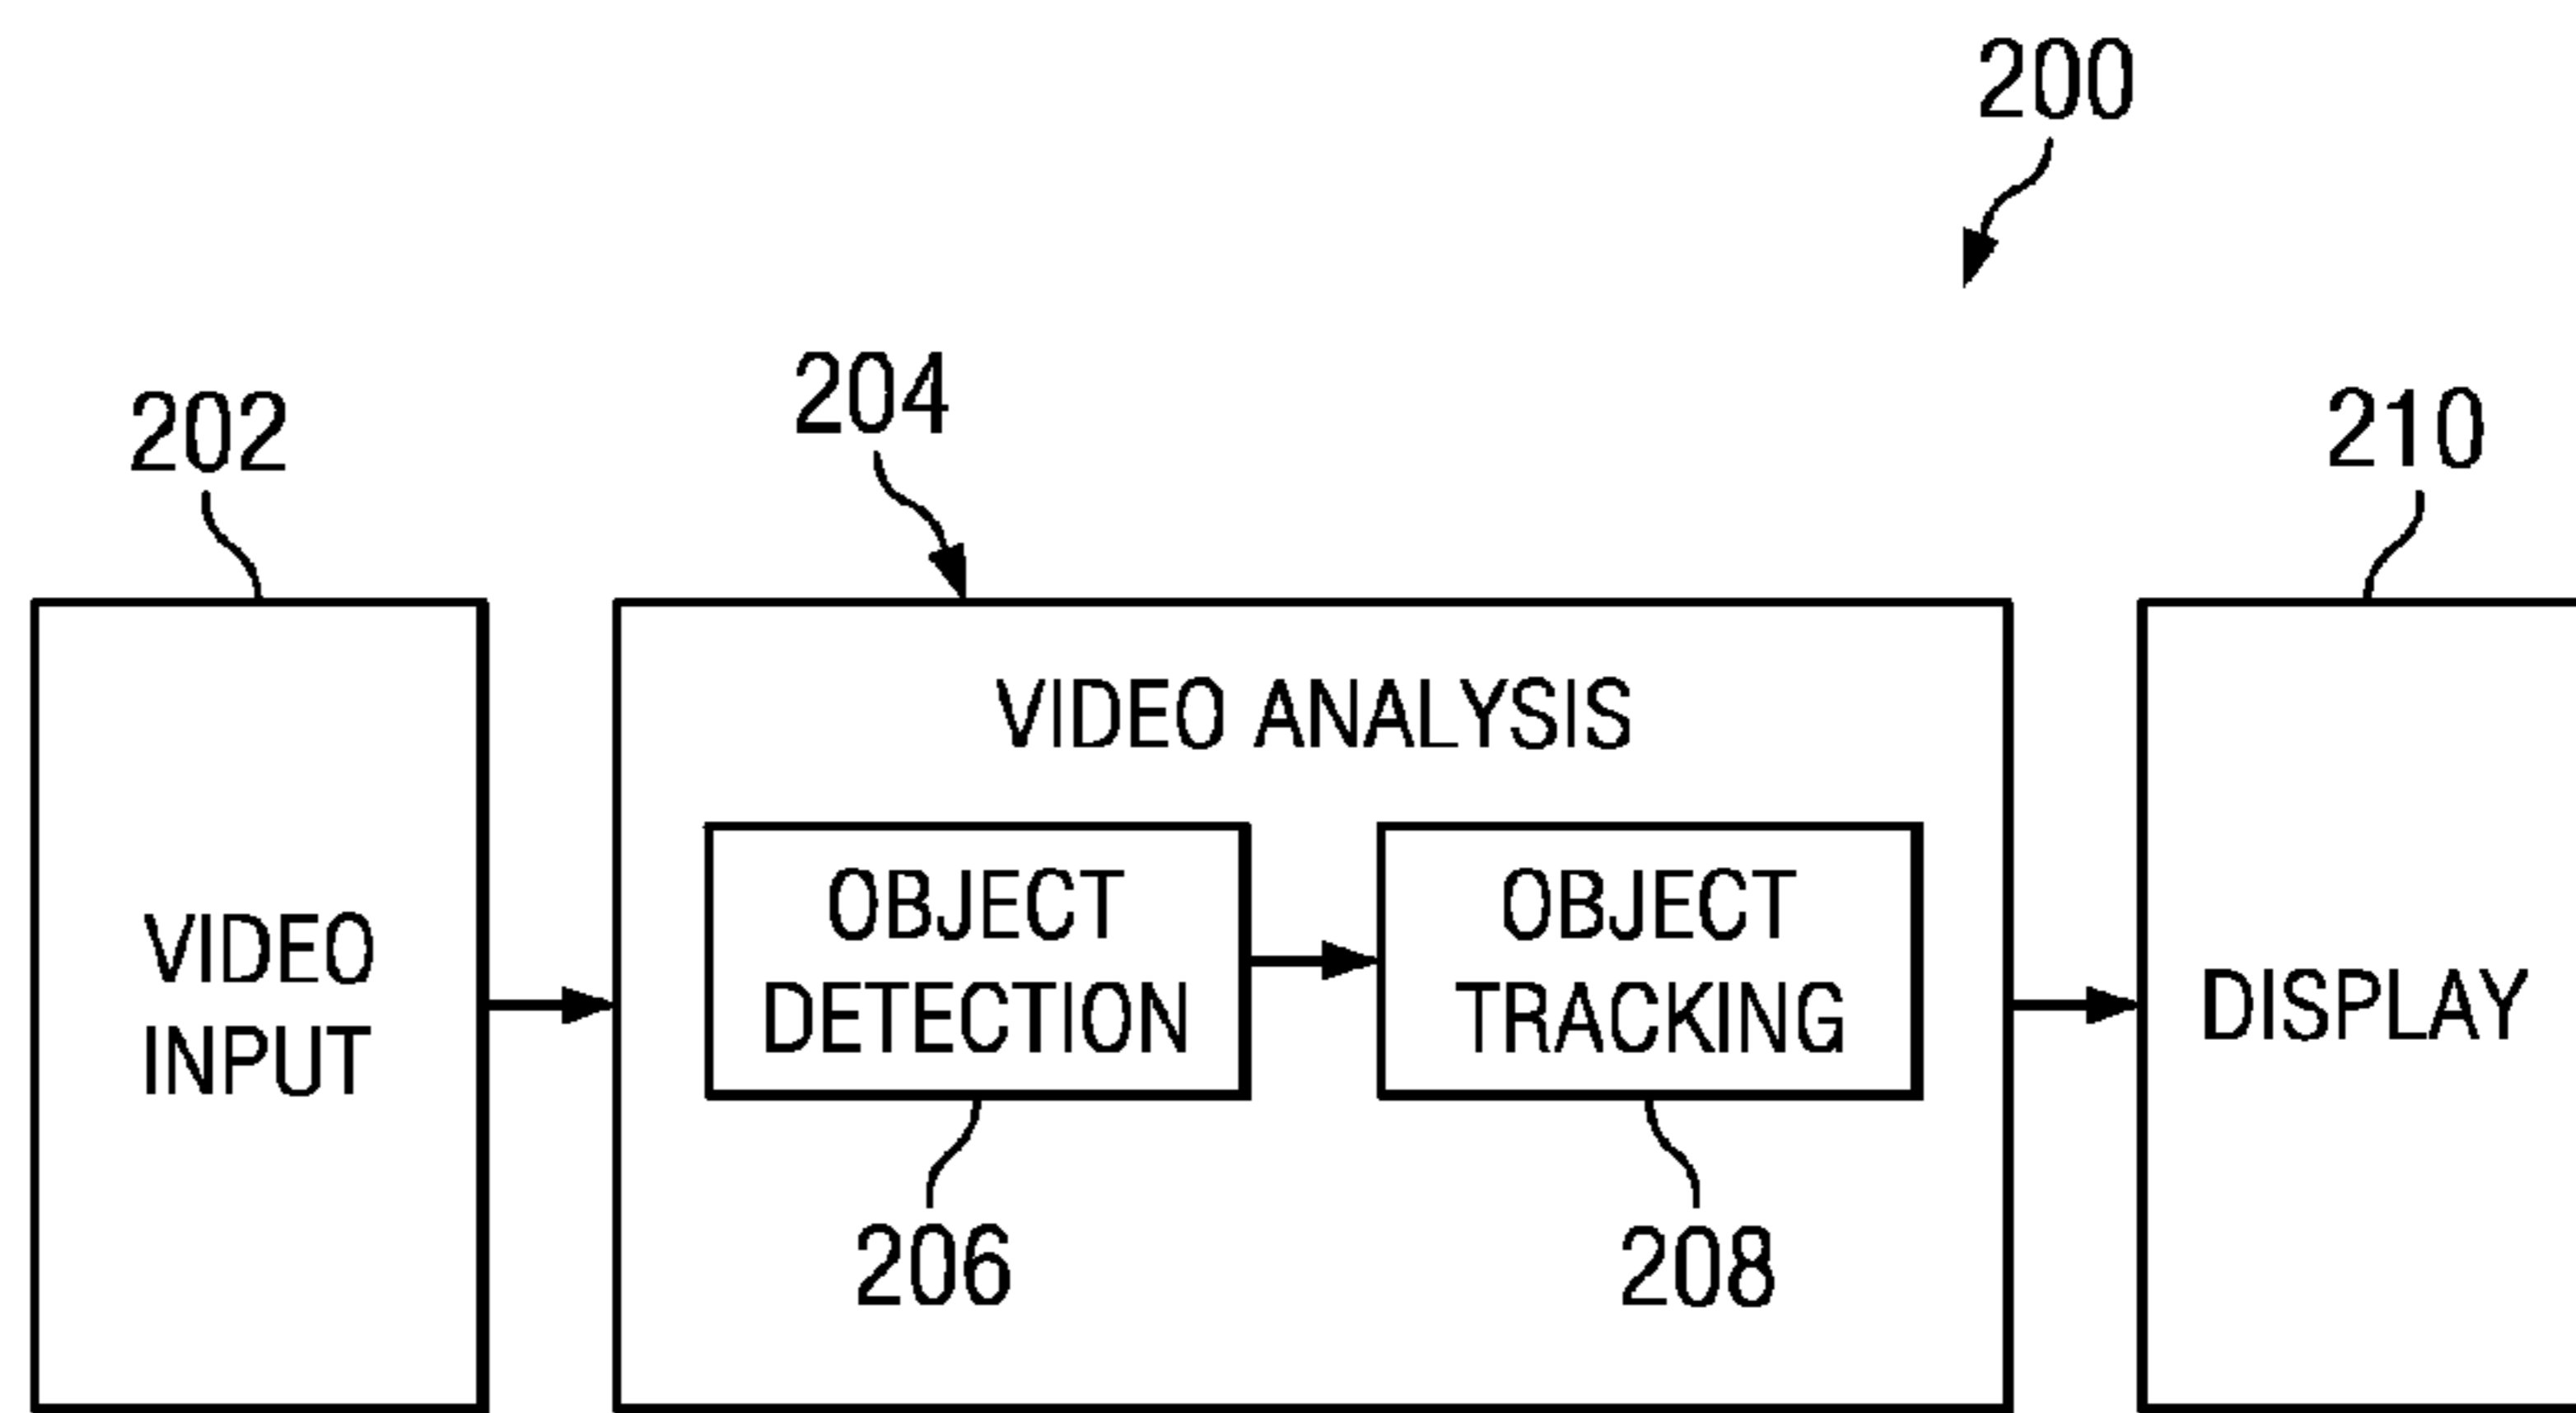 200
204
202
210
VIDEO ANALYSIS
OBJECT
DETECTION
OBJECT
TRACKING
VIDEO
INPUT
DISPLAY
206
208